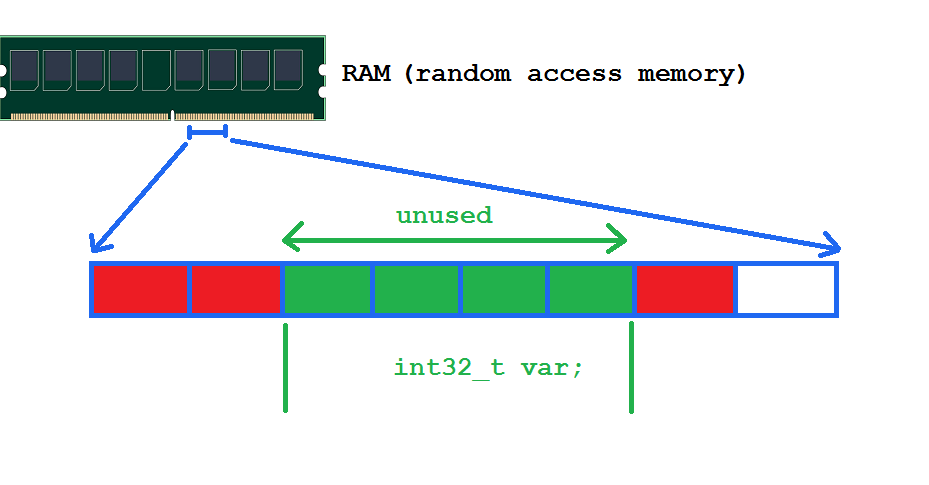 RAM (random access memory)
unused
int32_t var;